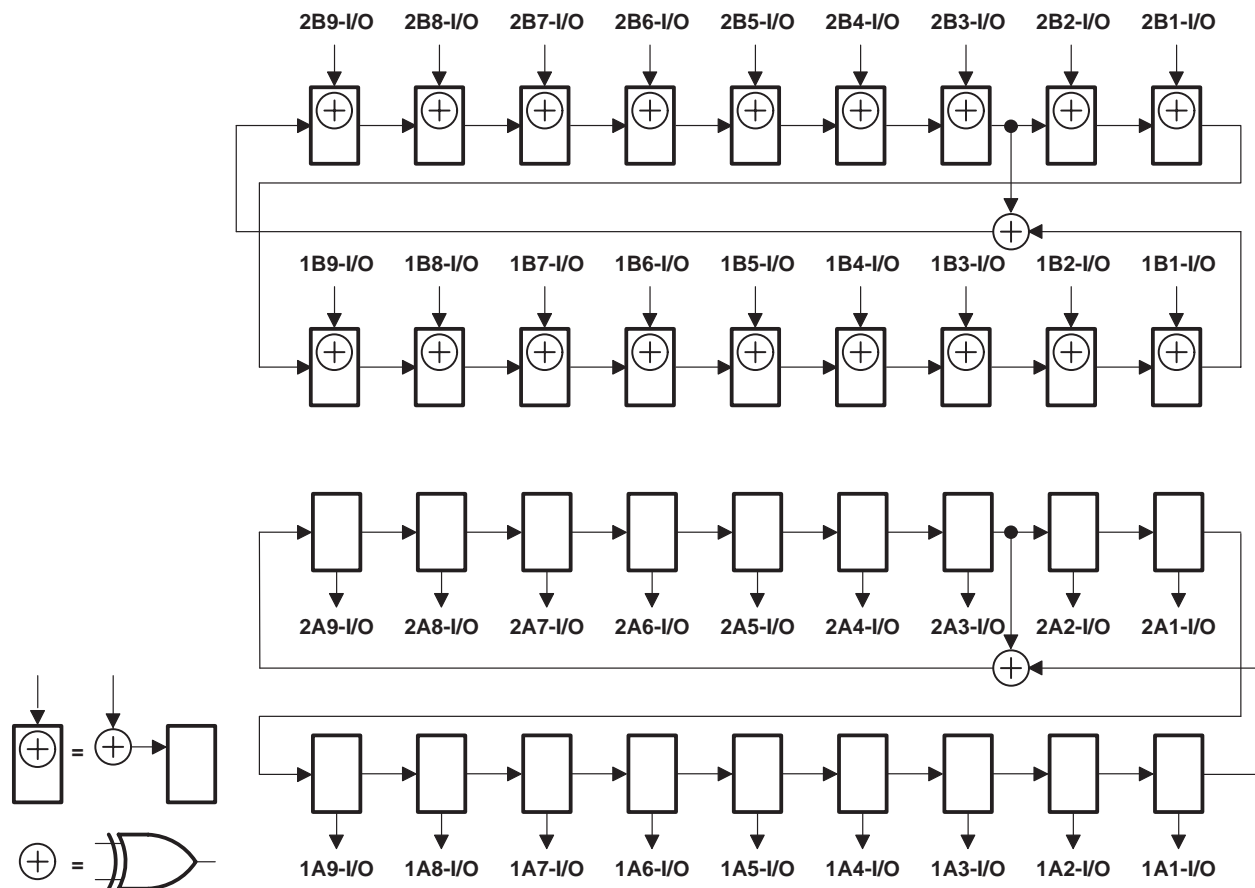 2B9-I/O 2B8-I/O 2B7-I/O 2B6-I/O 2B5-I/O 2B4-I/O 2B3-I/O 2B2-I/O 2B1-I/O
1B9-I/O 1B8-I/O 1B7-I/O 1B6-I/O 1B5-I/O 1B4-I/O 1B3-I/O 1B2-I/O 1B1-I/O
2A9-I/O 2A8-I/O 2A7-I/O 2A6-I/O 2A5-I/O 2A4-I/O 2A3-I/O 2A2-I/O 2A1-I/O
=
=
1A9-I/O 1A8-I/O 1A7-I/O 1A6-I/O 1A5-I/O 1A4-I/O 1A3-I/O 1A2-I/O 1A1-I/O